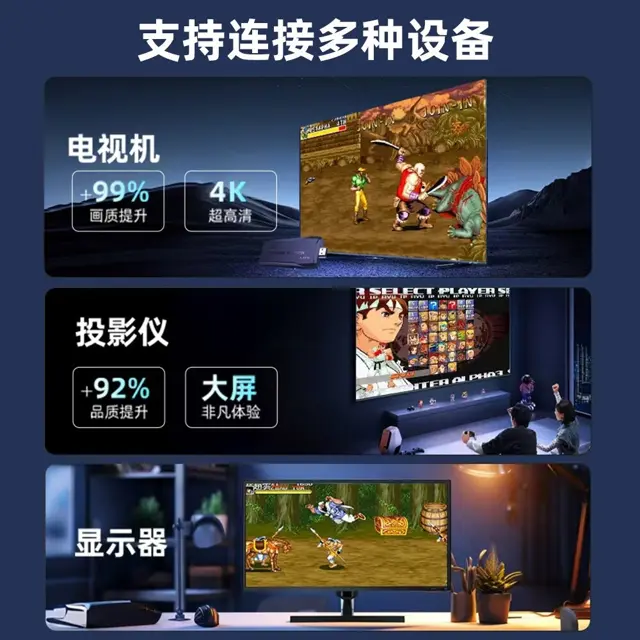 支持连接多种设备
电视机
+99%
画质提升
4K
超高清
投影仪
+92%
品质提升
大屏
非凡体验
SELECT PLAYER
显示器